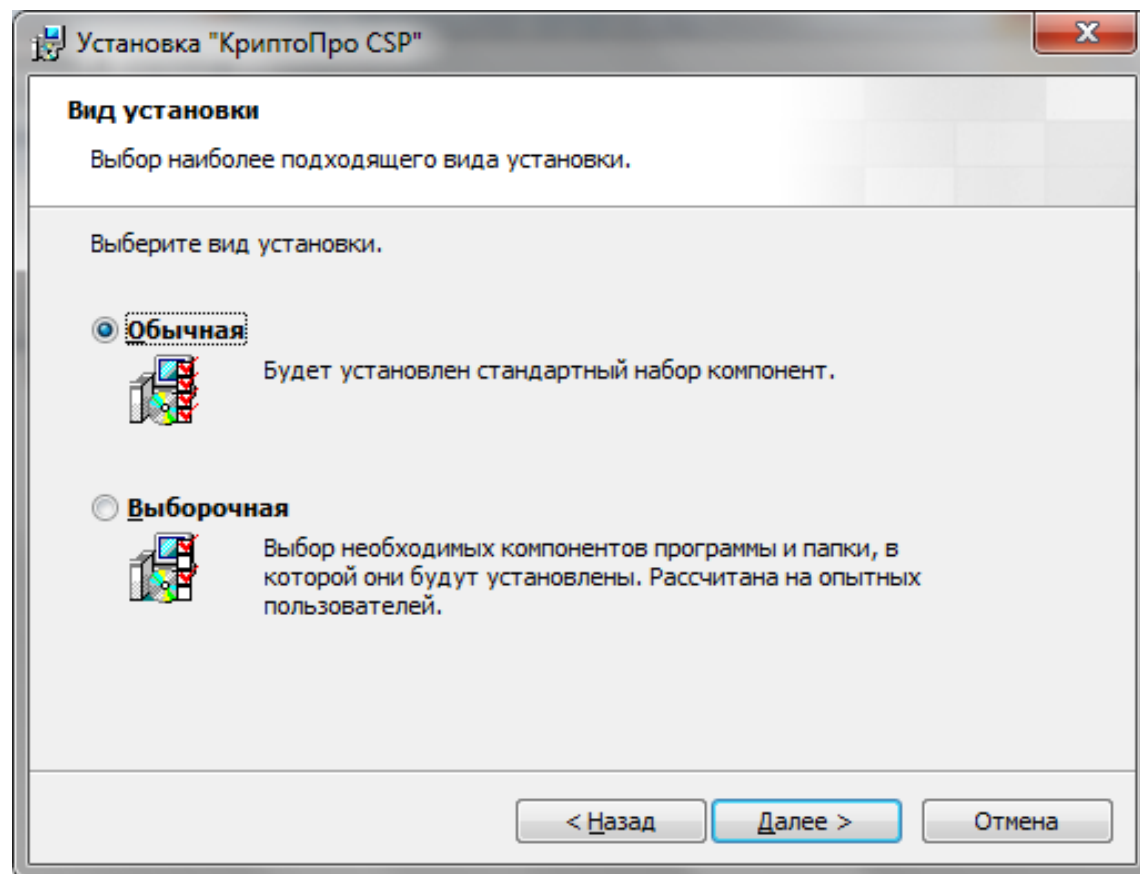 Установка "КриптоПро CSP"
Вид установки
Выбор наиболее подходящего вида установки.
Выберите вид установки.
Обычная
Будет установлен стандартный набор компонент.
Выборочная
Выбор необходимых компонентов программы и папки, в
которой они будут установлены. Рассчитана на опытных
пользователей.
< Назад
Далее >
Отмена